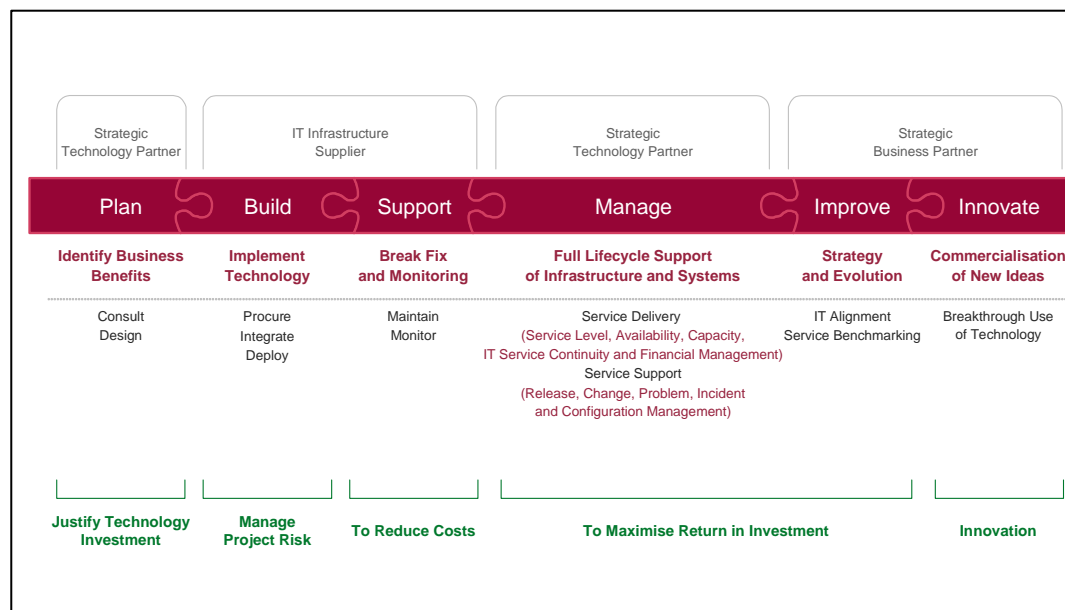 Strategic
Technology Partner
IT Infrastructure
Supplier
Strategic
Technology Partner
Strategic
Business Partner
Plan
Build
Support
Manage
Improve
Innovate
Identify Business
Benefits
Implement
Technology
Break Fix
and Monitoring
Full Lifecycle Support
of Infrastructure and Systems
Strategy
and Evolution
Commercialisation
of New Ideas
Consult
Design
Procure
Integrate
Deploy
Maintain
Monitor
Service Delivery
(Service Level, Availability, Capacity,
IT Service Continuity and Financial Management)
Service Support
(Release, Change, Problem, Incident
and Configuration Management)
IT Alignment
Service Benchmarking
Breakthrough Use
of Technology
Justify Technology
Investment
Manage
Project Risk
To Reduce Costs
To Maximise Return in Investment
Innovation